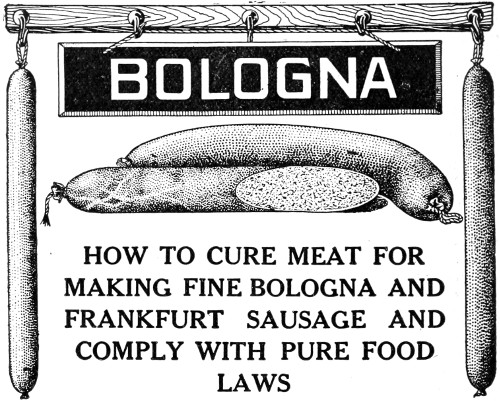 BOLOGNA
HOW TO CURE MEAT FOR
MAKING FINE BOLOGNA AND
FRANKFURT SAUSAGE AND
COMPLY WITH PURE FOOD
LAWS